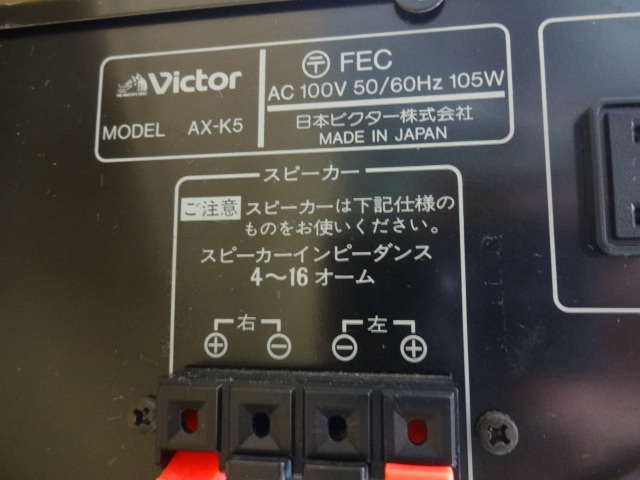 Victor
MODEL AX-K5
〒 FEC
AC 100V 50/60Hz 105W
日本ビクター株式会社
MADE IN JAPAN
スピーカー
ご注意 スピーカーは下記仕様の
ものをお使いください。
スピーカーインピーダンス
4〜16 オーム
右 左
⊕ ⊖ ⊖ ⊕